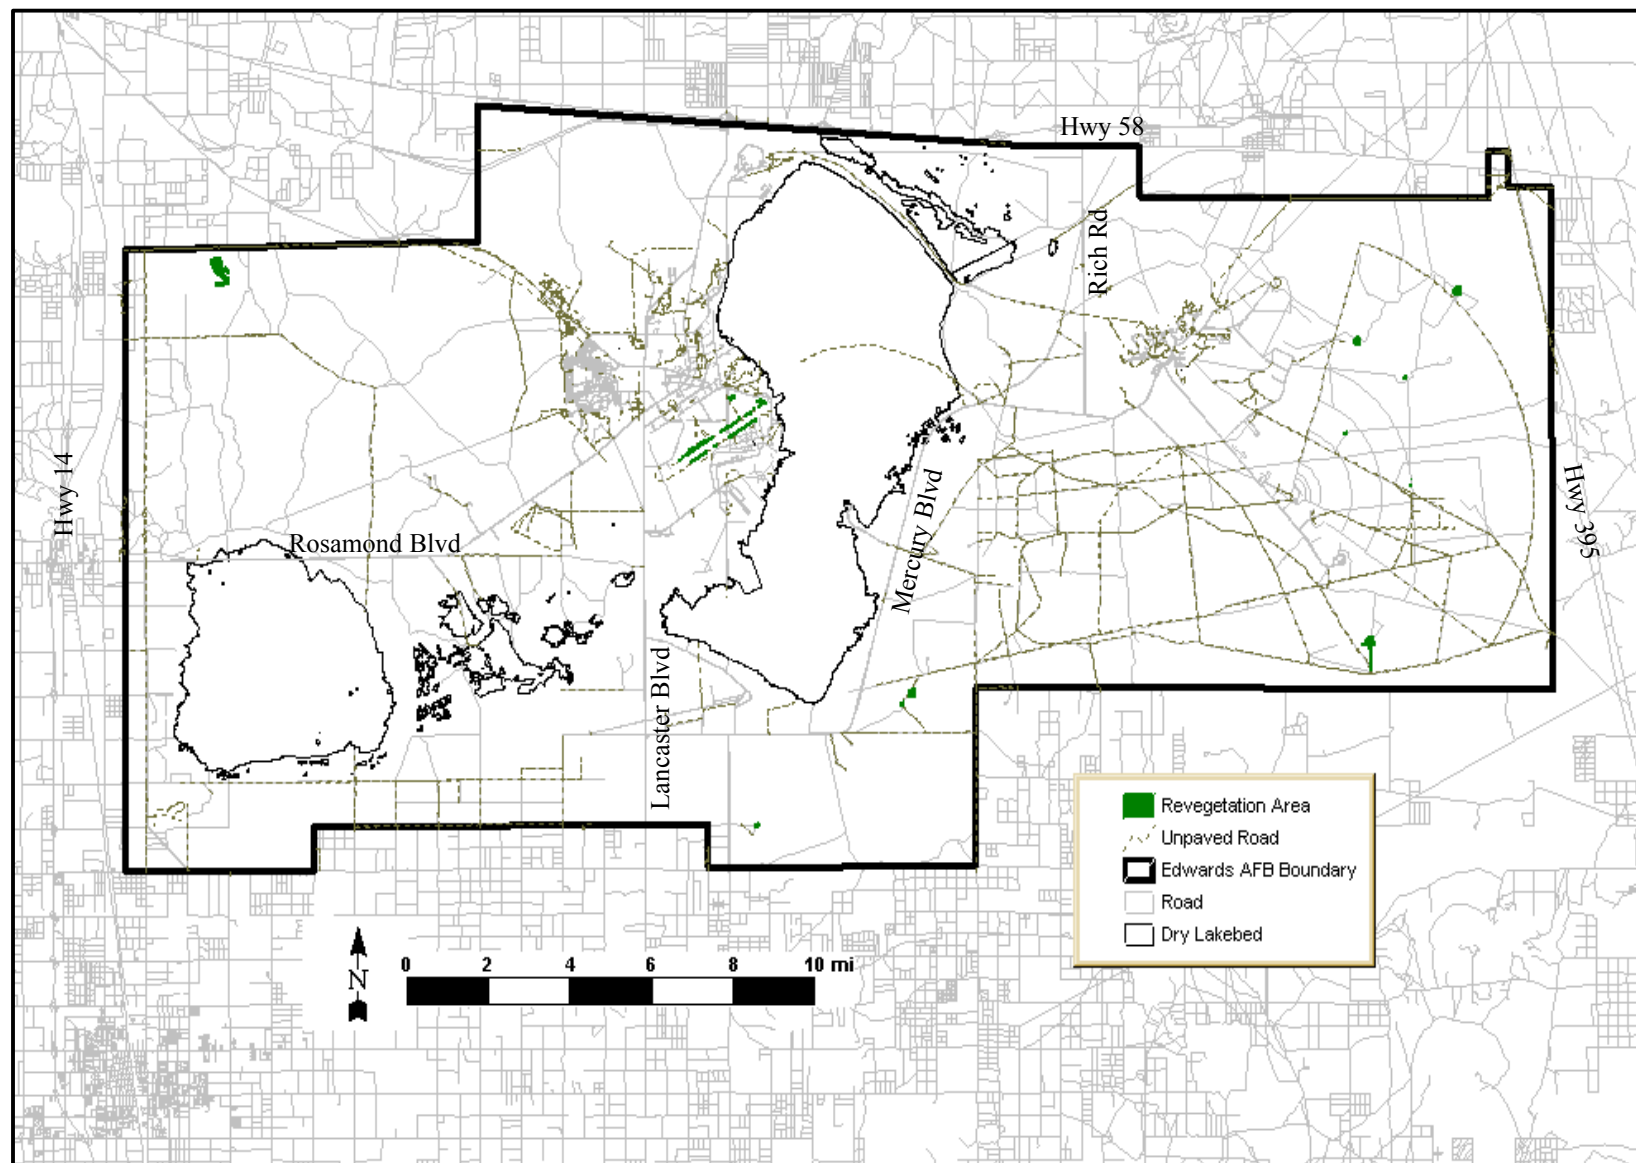 Hwy 58
Rich Rd
Hwy 14
Rosamond Blvd
Mercury Blvd
Hwy 395
Lancaster Blvd
Revegetation Area
Unpaved Road
Edwards AFB Boundary
Road
Dry Lakebed
N
0 2 4 6 8 10 mi